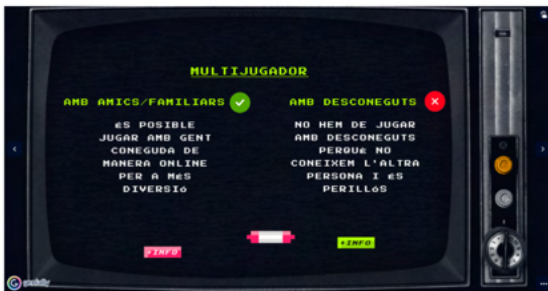 MULTIJUGADOR
AMB AMICS/FAMILIARS
ÉS POSIBLE
JUGAR AMB GENT
CONEGUDA DE
MANERA ONLINE
PER A MÉS
DIVERSIÓ
+INFO
AMB DESCONEGUTS
NO HEM DE JUGAR
AMB DESCONEGUTS
PERQUÈ NO
CONEIXEM L'ALTRA
PERSONA I ÉS
PERILLÓS
+INFO
genially